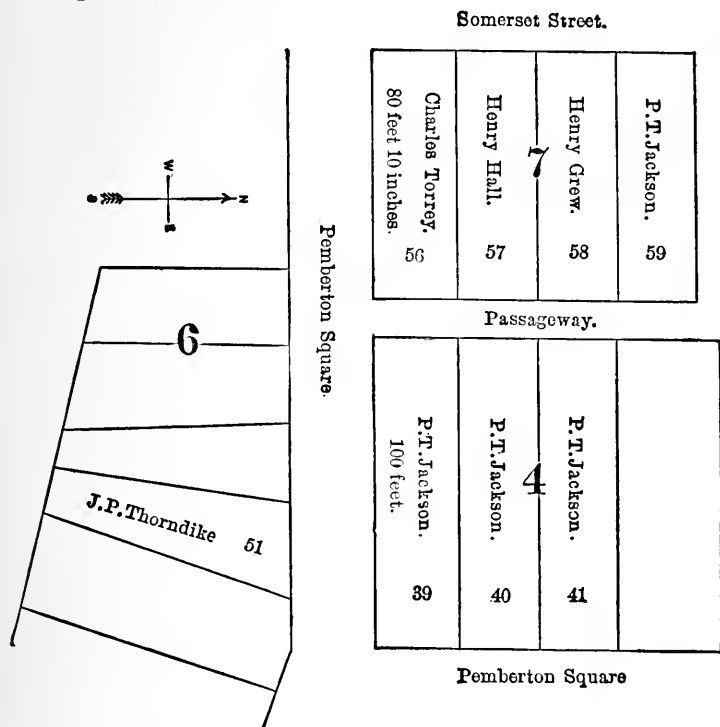 Somerset Street.
Charles Torrey.
80 feet 10 inches.
56
Henry Hall.
57
7
Henry Grew.
58
P.T.Jackson.
59
W
N
E
S
Pemberton Square.
Passageway.
6
J.P.Thorndike 51
P.T.Jackson.
100 feet.
39
P.T.Jackson.
40
4
P.T.Jackson.
41
Pemberton Square